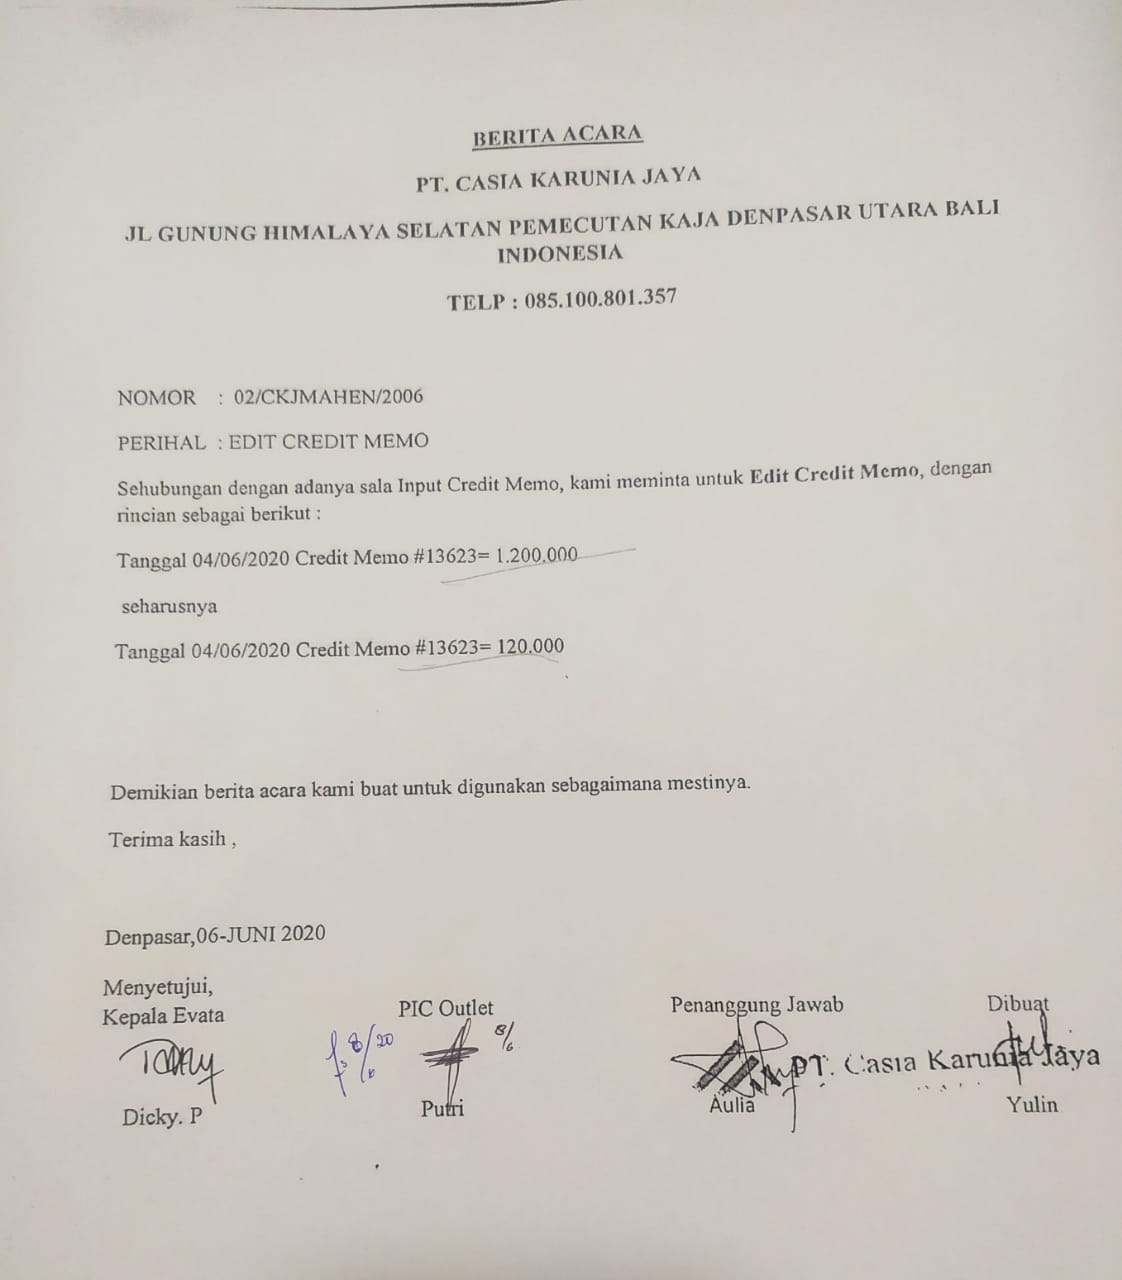 BERITA ACARA
PT. CASIA KARUNIA JAYA
JL GUNUNG HIMALAYA SELATAN PEMECUTAN KAJA DENPASAR UTARA BALI
INDONESIA
TELP : 085.100.801.357
NOMOR : 02/CKJMAHEN/2006
PERIHAL : EDIT CREDIT MEMO
Sehubungan dengan adanya sala Input Credit Memo, kami meminta untuk Edit Credit Memo, dengan
rincian sebagai berikut :
Tanggal 04/06/2020 Credit Memo #13623= 1.200.000
seharusnya
Tanggal 04/06/2020 Credit Memo #13623= 120.000
Demikian berita acara kami buat untuk digunakan sebagaimana mestinya.
Terima kasih ,
Denpasar,06-JUNI 2020
Menyetujui,
Kepala Evata PIC Outlet Penanggung Jawab Dibuat
8/20 8/6
6
PT. Casia Karunia Jaya
Dicky. P Putri Aulia Yulin